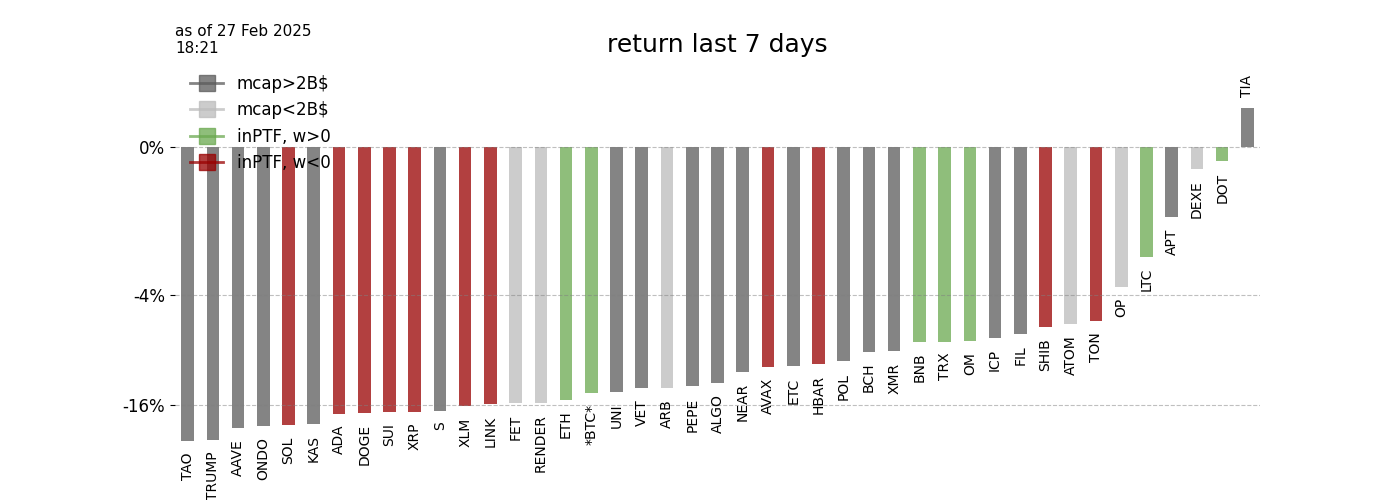 as of 27 Feb 2025
18:21
return last 7 days
mcap>2B$
mcap<2B$
inPTF, w>0
inPTF, w<0
0%
-4%
-16%
TAO
TRUMP
AAVE
ONDO
SOL
KAS
ADA
DOGE
SUI
XRP
S
XLM
LINK
FET
RENDER
ETH
*BTC*
UNI
VET
ARB
PEPE
ALGO
NEAR
AVAX
ETC
HBAR
POL
BCH
XMR
BNB
TRX
OM
ICP
FIL
SHIB
ATOM
TON
OP
LTC
APT
DEXE
DOT
TIA